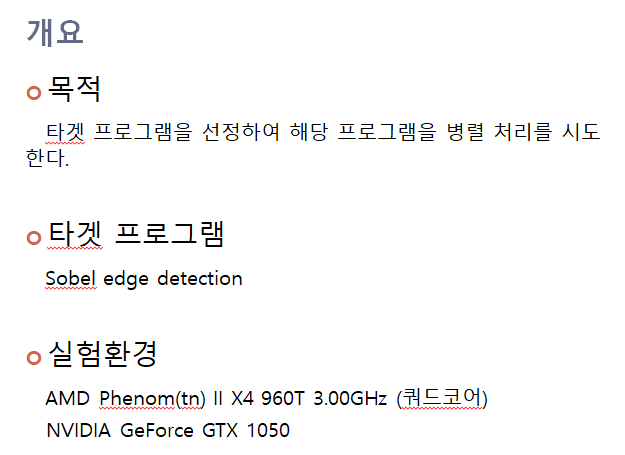 개요
목적
타겟 프로그램을 선정하여 해당 프로그램을 병렬 처리를 시도
한다.
타겟 프로그램
Sobel edge detection
실험환경
AMD Phenom(tn) II X4 960T 3.00GHz (쿼드코어)
NVIDIA GeForce GTX 1050